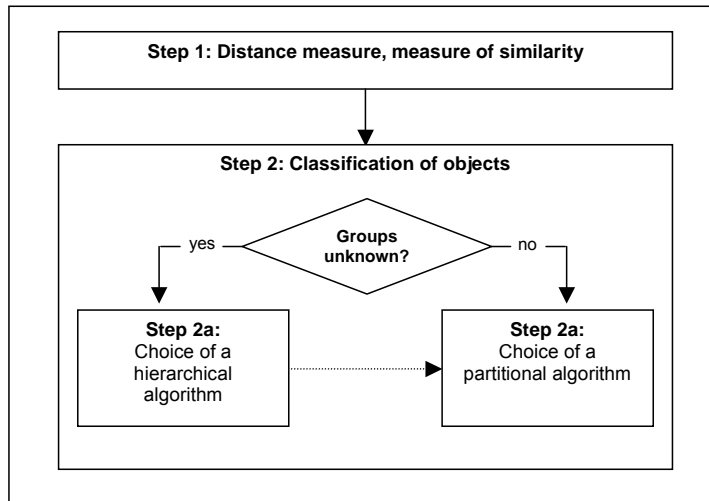 Step 1: Distance measure, measure of similarity
Step 2: Classification of objects
Groups
unknown?
yes
no
Step 2a:
Choice of a
hierarchical
algorithm
Step 2a:
Choice of a
partitional algorithm